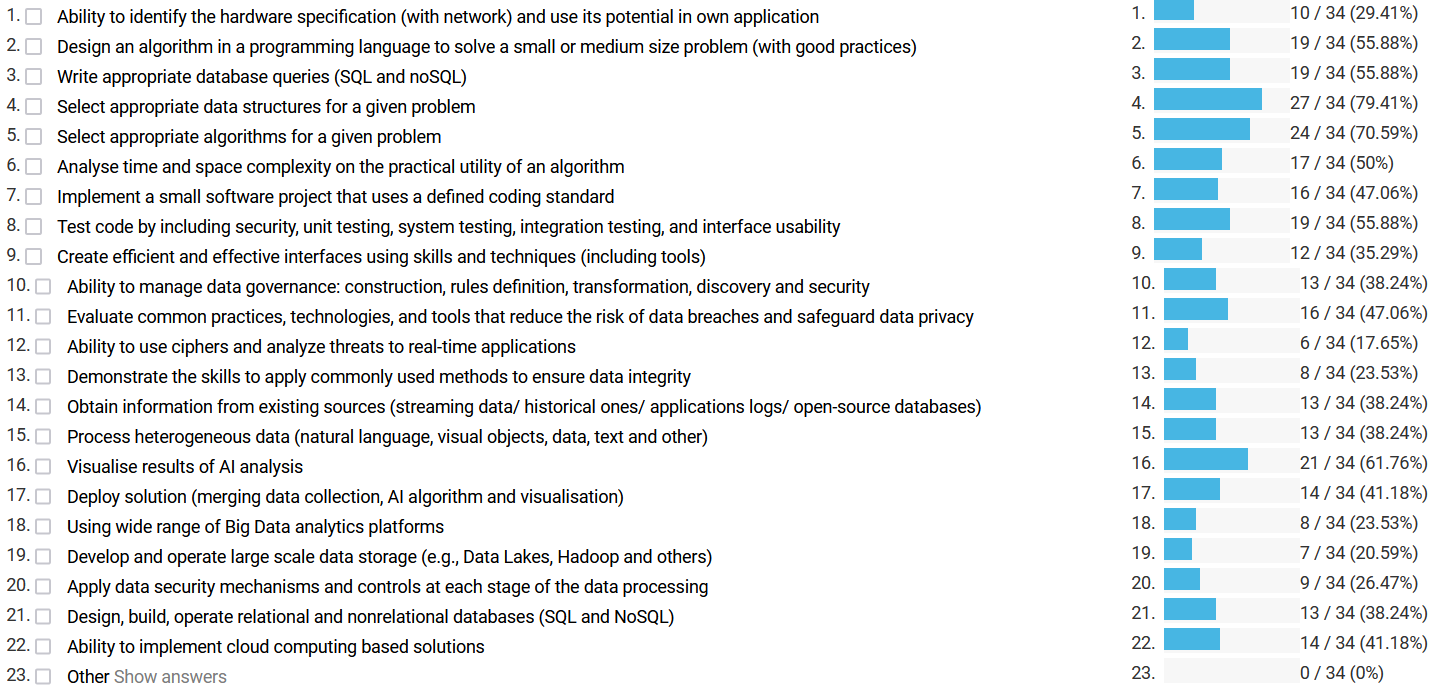 1. Ability to identify the hardware specification (with network) and use its potential in own application 1. 10 / 34 (29.41%)
2. Design an algorithm in a programming language to solve a small or medium size problem (with good practices) 2. 19 / 34 (55.88%)
3. Write appropriate database queries (SQL and noSQL) 3. 19 / 34 (55.88%)
4. Select appropriate data structures for a given problem 4. 27 / 34 (79.41%)
5. Select appropriate algorithms for a given problem 5. 24 / 34 (70.59%)
6. Analyse time and space complexity on the practical utility of an algorithm 6. 17 / 34 (50%)
7. Implement a small software project that uses a defined coding standard 7. 16 / 34 (47.06%)
8. Test code by including security, unit testing, system testing, integration testing, and interface usability 8. 19 / 34 (55.88%)
9. Create efficient and effective interfaces using skills and techniques (including tools) 9. 12 / 34 (35.29%)
10. Ability to manage data governance: construction, rules definition, transformation, discovery and security 10. 13 / 34 (38.24%)
11. Evaluate common practices, technologies, and tools that reduce the risk of data breaches and safeguard data privacy 11. 16 / 34 (47.06%)
12. Ability to use ciphers and analyze threats to real-time applications 12. 6 / 34 (17.65%)
13. Demonstrate the skills to apply commonly used methods to ensure data integrity 13. 8 / 34 (23.53%)
14. Obtain information from existing sources (streaming data/ historical ones/ applications logs/ open-source databases) 14. 13 / 34 (38.24%)
15. Process heterogeneous data (natural language, visual objects, data, text and other) 15. 13 / 34 (38.24%)
16. Visualise results of AI analysis 16. 21 / 34 (61.76%)
17. Deploy solution (merging data collection, AI algorithm and visualisation) 17. 14 / 34 (41.18%)
18. Using wide range of Big Data analytics platforms 18. 8 / 34 (23.53%)
19. Develop and operate large scale data storage (e.g., Data Lakes, Hadoop and others) 19. 7 / 34 (20.59%)
20. Apply data security mechanisms and controls at each stage of the data processing 20. 9 / 34 (26.47%)
21. Design, build, operate relational and nonrelational databases (SQL and NoSQL) 21. 13 / 34 (38.24%)
22. Ability to implement cloud computing based solutions 22. 14 / 34 (41.18%)
23. Other Show answers 23. 0 / 34 (0%)